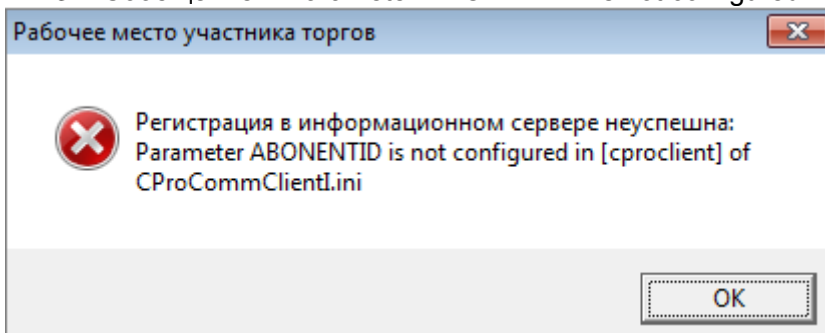 Рабочее место участника торгов
Регистрация в информационном сервере неуспешна:
Parameter ABONENTID is not configured in [cproclient] of
CProCommClientI.ini
OK